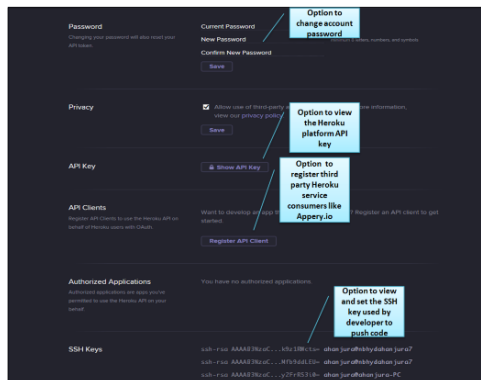 Password
Changing your password will also reset your
API token.
Current Password
New Password
Confirm New Password
Save
Option to
change account
password
numbers, and symbols
Privacy
Allow use of third-party
more information,
view our privacy policy
Save
Option to view
the Heroku
platform API
key
API Key
Show API Key
Option to
register third
party Heroku
service
consumers like
Appery.io
API Clients
Register API Clients to use the Heroku API on
behalf of Heroku users with OAuth.
Want to develop an app th
? Register an API client to get
started.
Register API Client
Authorized Applications
Authorized applications are apps you've
permitted to use the Heroku API on your
behalf
You have no authorized applications.
Option to view
and set the SSH
key used by
developer to
push code
SSH Keys
ssh-rsa
ssh-rsa
ssh-rsa